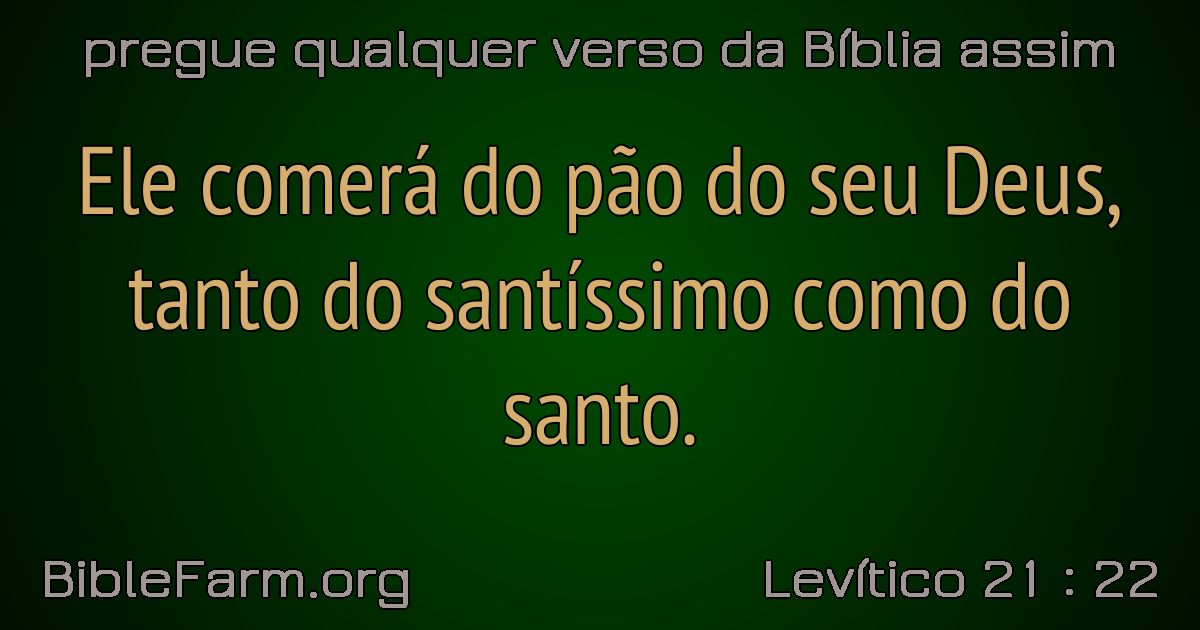 pregue qualquer verso da Bíblia assim
Ele comerá do pão do seu Deus,
tanto do santíssimo como do
santo.
BibleFarm.org
Levítico 21 : 22